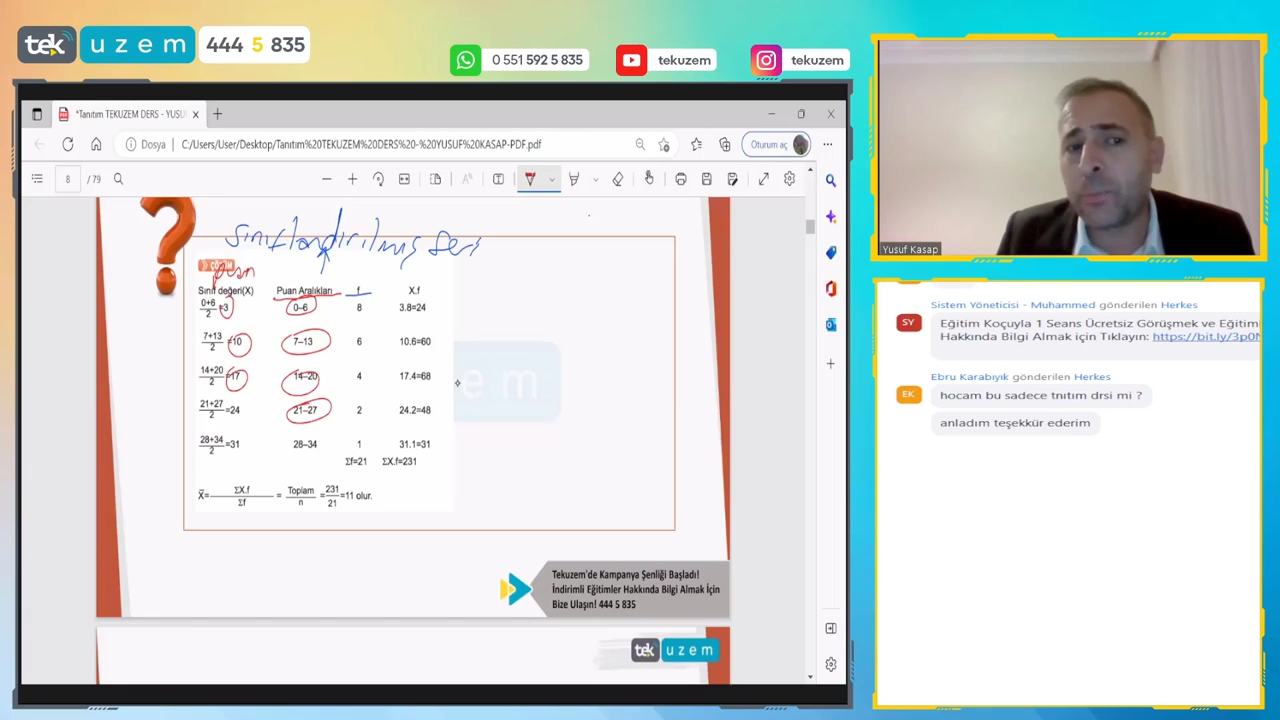 tek
uzem
444 5 835
0 551 592 5 835
tekuzem
tekuzem
*Tanıtım TEKUZEM DERS - YUSU
Dosya
C:/Users/User/Desktop/Tanıtım%20TEKUZEM%20DERS%20-%20YUSUF%20KASAP-PDF.pdf
Oturum aç
8 / 79
sınıflandırılmış seri
puan
Sınıf değeri(X) Puan Aralıkları f X.f
0+6/2=3 0–6 8 3.8=24
7+13/2=10 7–13 6 10.6=60
14+20/2=17 14–20 4 17.4=68
21+27/2=24 21–27 2 24.2=48
28+34/2=31 28–34 1 31.1=31
Σf=21 ΣX.f=231
X̄= ΣX.f/Σf = Toplam/n = 231/21 =11 olur.
em
Tekuzem'de Kampanya Şenliği Başladı!
İndirimli Eğitimler Hakkında Bilgi Almak İçin
Bize Ulaşın! 444 5 835
tek uzem
Yusuf Kasap
Sistem Yöneticisi - Muhammed gönderilen Herkes
SY
Eğitim Koçuyla 1 Seans Ücretsiz Görüşmek ve Eğitim
Hakkında Bilgi Almak için Tıklayın: https://bit.ly/3p0N
Ebru Karabıyık gönderilen Herkes
EK
hocam bu sadece tnıtım drsi mi ?
anladım teşekkür ederim